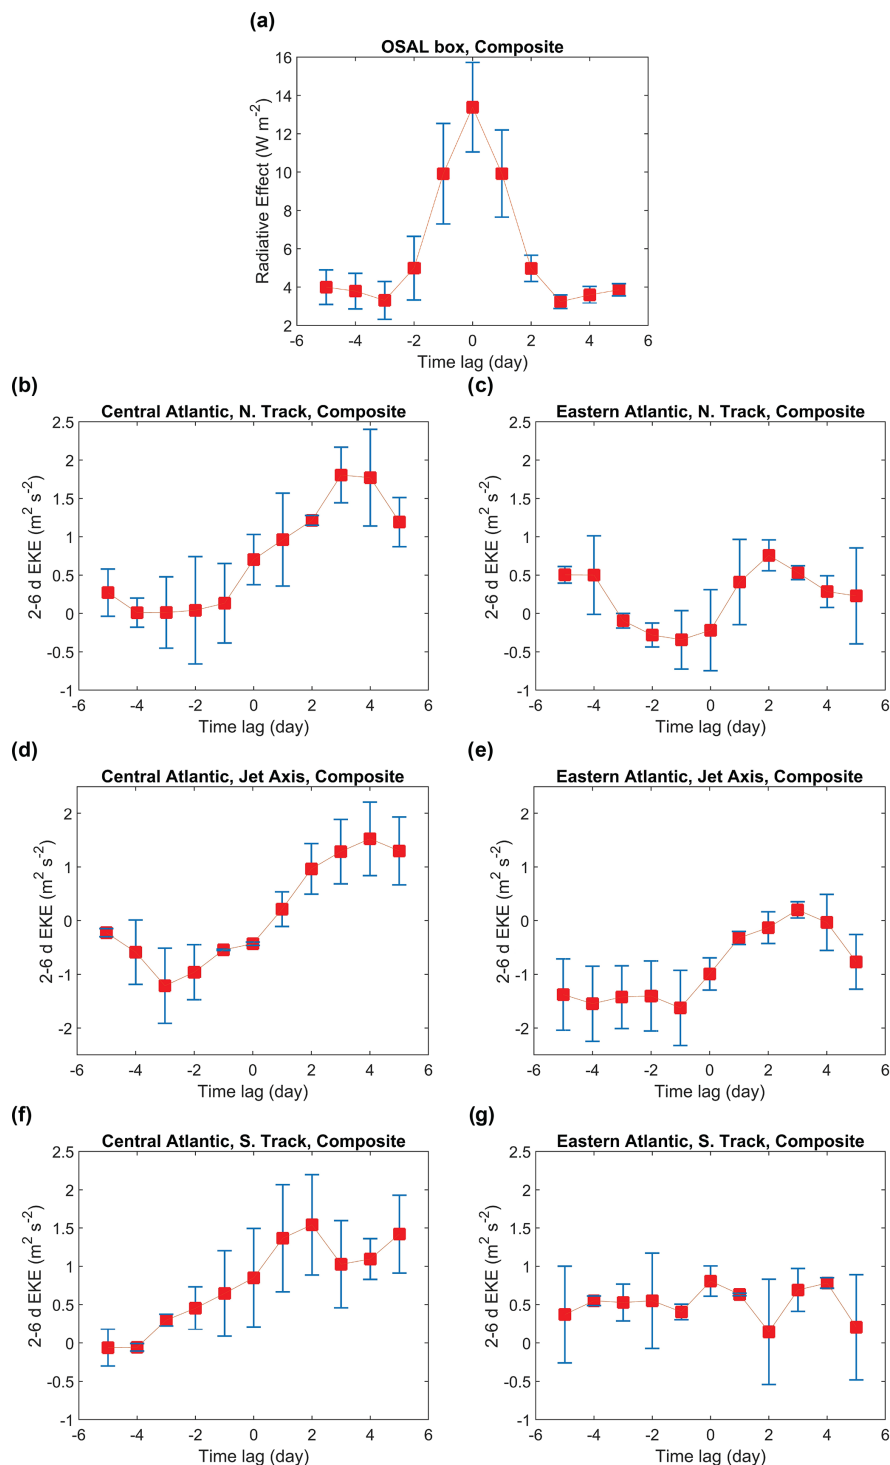 (a)
OSAL box, Composite
16
14
12
10
8
6
4
2
Radiative Effect (W m⁻²)
-6 -4 -2 0 2 4 6
Time lag (day)
(b)
Central Atlantic, N. Track, Composite
2.5
2
1.5
1
0.5
0
-0.5
-1
2-6 d EKE (m² s⁻²)
-6 -4 -2 0 2 4 6
Time lag (day)
(c)
Eastern Atlantic, N. Track, Composite
2.5
2
1.5
1
0.5
0
-0.5
-1
2-6 d EKE (m² s⁻²)
-6 -4 -2 0 2 4 6
Time lag (day)
(d)
Central Atlantic, Jet Axis, Composite
2
1
0
-1
-2
2-6 d EKE (m² s⁻²)
-6 -4 -2 0 2 4 6
Time lag (day)
(e)
Eastern Atlantic, Jet Axis, Composite
2
1
0
-1
-2
2-6 d EKE (m² s⁻²)
-6 -4 -2 0 2 4 6
Time lag (day)
(f)
Central Atlantic, S. Track, Composite
2.5
2
1.5
1
0.5
0
-0.5
-1
2-6 d EKE (m² s⁻²)
-6 -4 -2 0 2 4 6
Time lag (day)
(g)
Eastern Atlantic, S. Track, Composite
2.5
2
1.5
1
0.5
0
-0.5
-1
2-6 d EKE (m² s⁻²)
-6 -4 -2 0 2 4 6
Time lag (day)